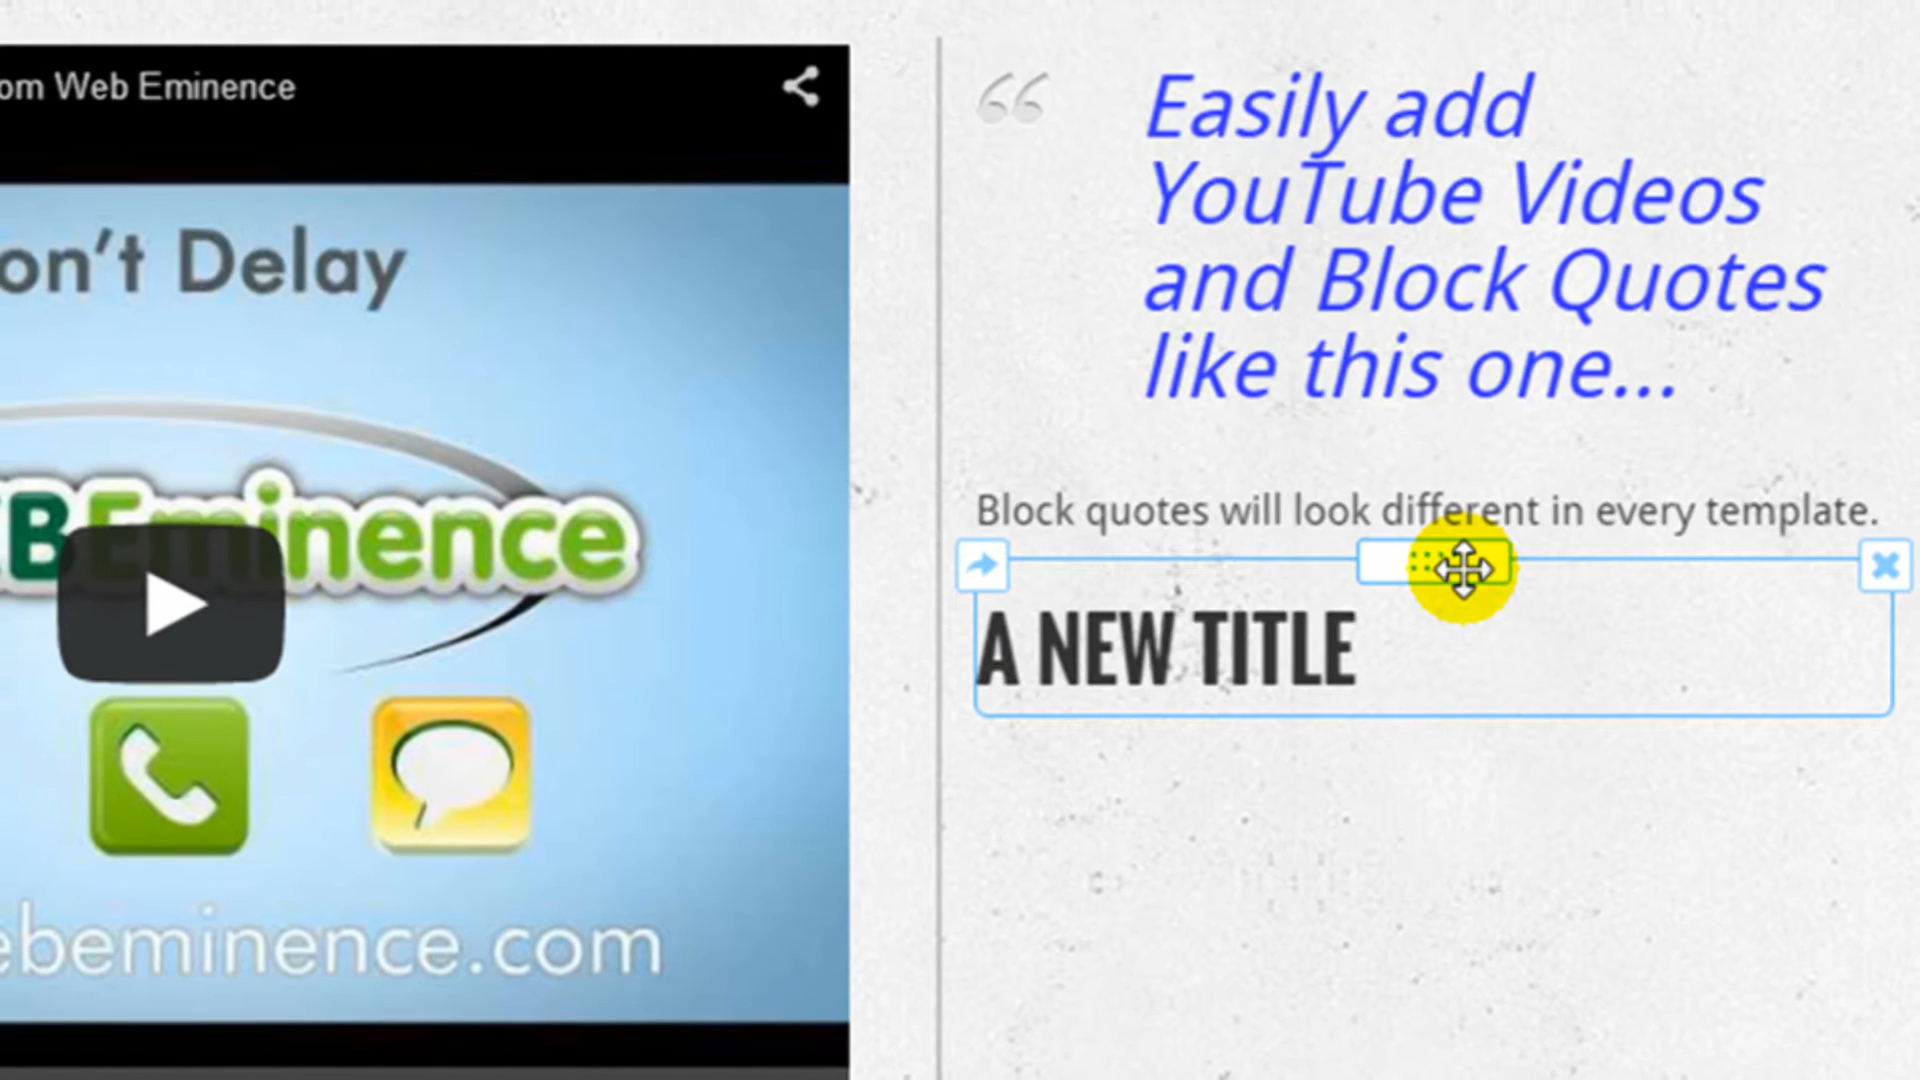 om Web Eminence
on't Delay
BEminence
ebeminence.com
Easily add
YouTube Videos
and Block Quotes
like this one...
Block quotes will look different in every template.
A NEW TITLE